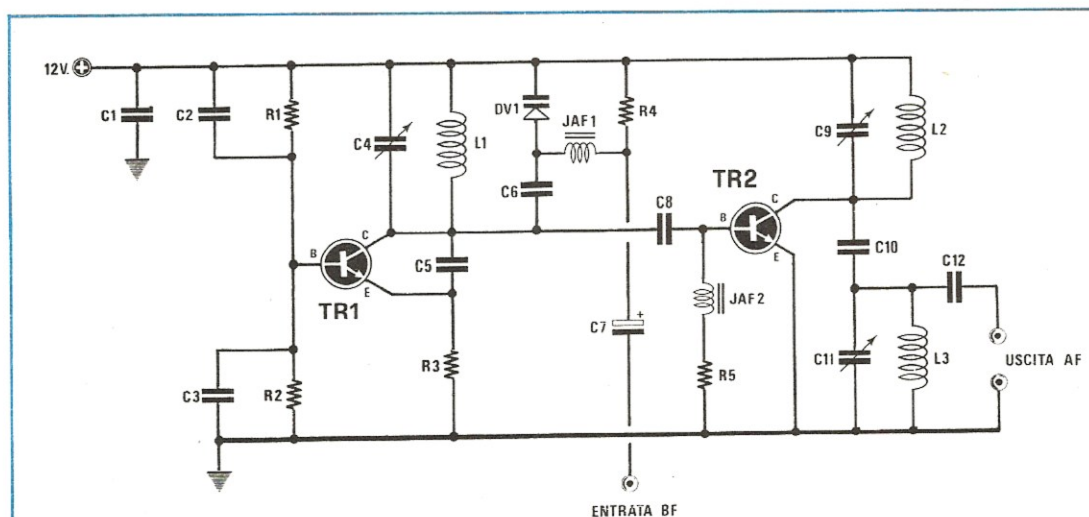 12V.
C1
C2
R1
C4
L1
DV1
JAF1
R4
C9
L2
C6
TR2
C8
B
C
E
C
B
E
TR1
C5
C10
C12
JAF2
C7
+
C11
L3
USCITA AF
C3
R2
R3
R5
ENTRATA BF